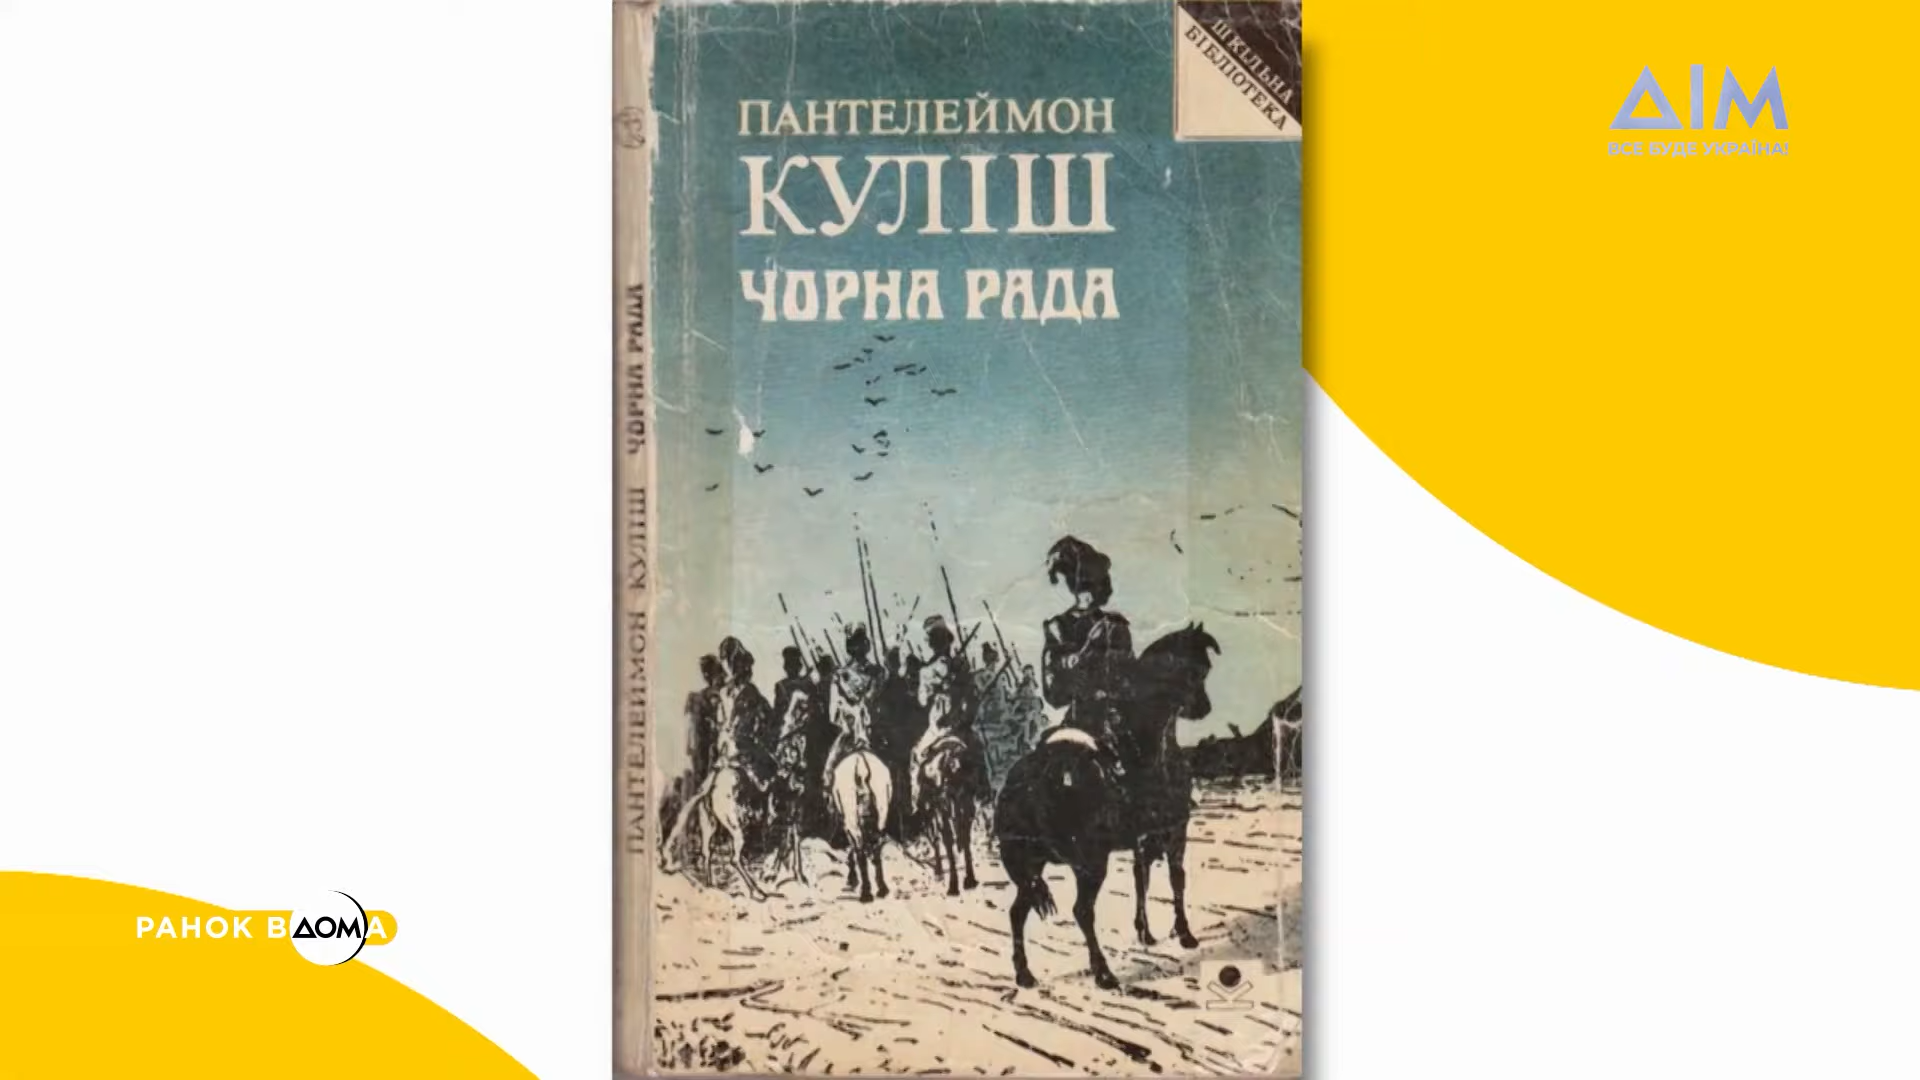 ШКІЛЬНА
БІБЛІОТЕКА
ПАНТЕЛЕЙМОН
КУЛІШ
ЧОРНА РАДА
ПАНТЕЛЕЙМОН КУЛІШ ЧОРНА РАДА
ДІМ
ВСЕ БУДЕ УКРАЇНА!
РАНОК ВДОМА